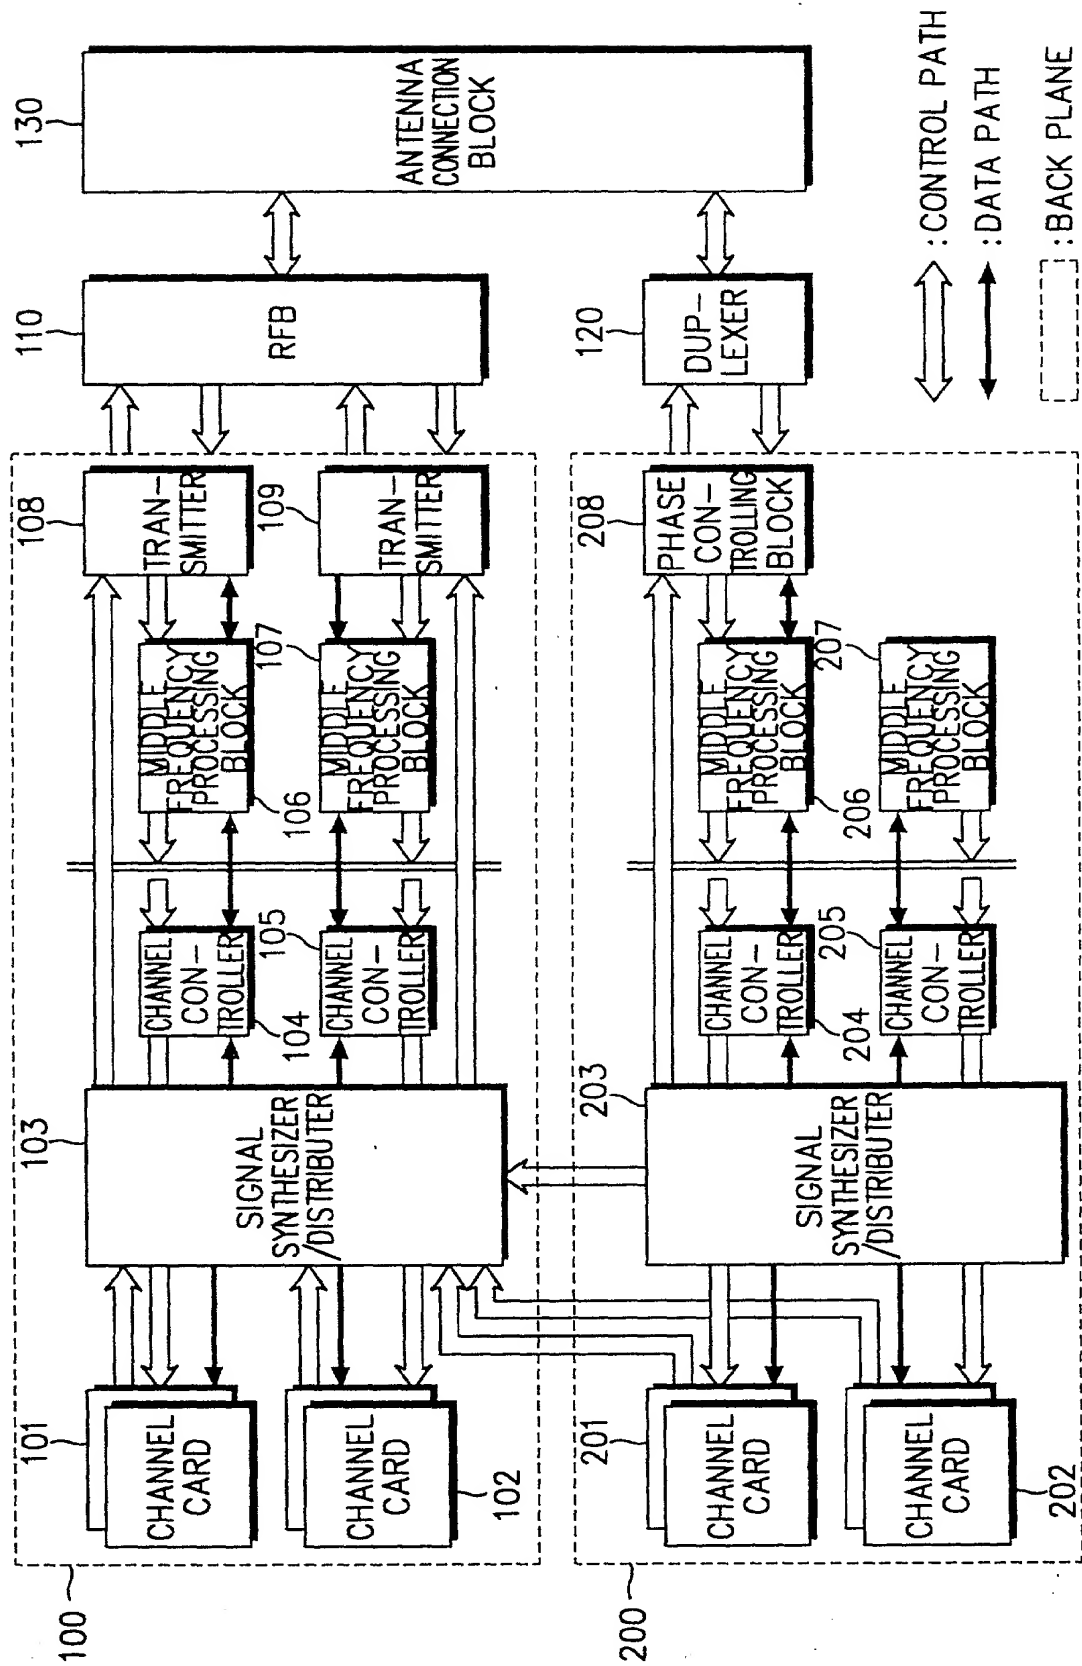 100
101
CHANNEL
CARD
CHANNEL
CARD
102
103
SIGNAL
SYNTHESIZER
/DISTRIBUTER
CHANNEL
CON-
TROLLER
104
CHANNEL
CON-
TROLLER
105
MIDDLE
FREQUENCY
PROCESSING
BLOCK
106
MIDDLE
FREQUENCY
PROCESSING
BLOCK
107
108
TRAN-
SMITTER
109
TRAN-
SMITTER
110
RFB
130
ANTENNA
CONNECTION
BLOCK
200
201
CHANNEL
CARD
CHANNEL
CARD
202
203
SIGNAL
SYNTHESIZER
/DISTRIBUTER
CHANNEL
CON-
TROLLER
204
CHANNEL
CON-
TROLLER
205
MIDDLE
FREQUENCY
PROCESSING
BLOCK
206
MIDDLE
FREQUENCY
PROCESSING
BLOCK
207
208
PHASE
CON-
TROLLING
BLOCK
120
DUP-
LEXER
:CONTROL PATH
:DATA PATH
:BACK PLANE